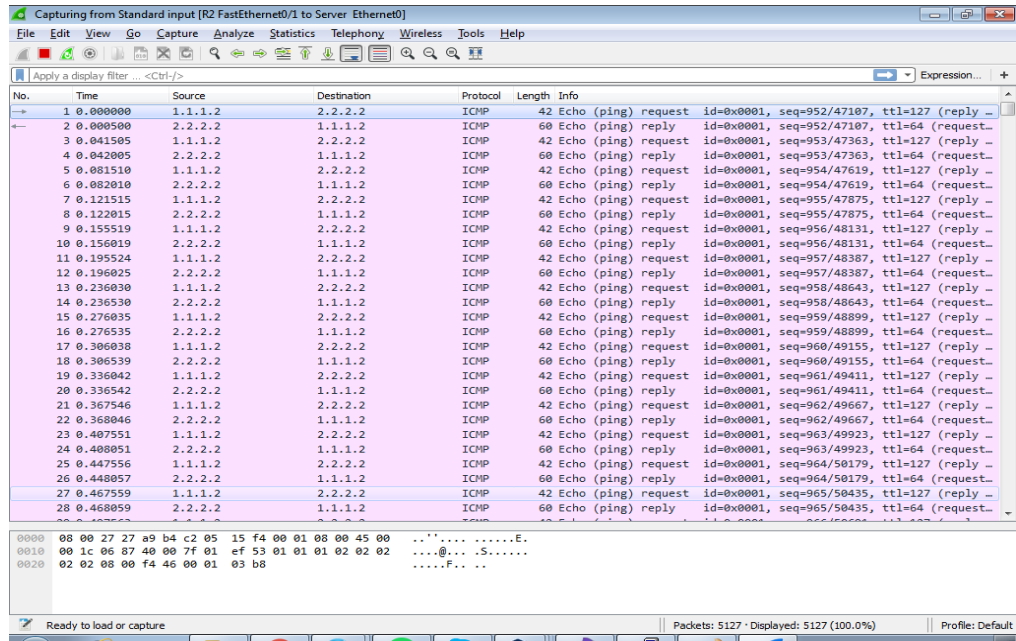 Capturing from Standard input [R2 FastEthernet0/1 to Server Ethernet0]
File Edit View Go Capture Analyze Statistics Telephony Wireless Tools Help
Apply a display filter ... <Ctrl-/> Expression... +
No. Time Source Destination Protocol Length Info
1 0.000000 1.1.1.2 2.2.2.2 ICMP 42 Echo (ping) request id=0x0001, seq=952/47107, ttl=127 (reply …
2 0.000500 2.2.2.2 1.1.1.2 ICMP 60 Echo (ping) reply id=0x0001, seq=952/47107, ttl=64 (request…
3 0.041505 1.1.1.2 2.2.2.2 ICMP 42 Echo (ping) request id=0x0001, seq=953/47363, ttl=127 (reply …
4 0.042005 2.2.2.2 1.1.1.2 ICMP 60 Echo (ping) reply id=0x0001, seq=953/47363, ttl=64 (request…
5 0.081510 1.1.1.2 2.2.2.2 ICMP 42 Echo (ping) request id=0x0001, seq=954/47619, ttl=127 (reply …
6 0.082010 2.2.2.2 1.1.1.2 ICMP 60 Echo (ping) reply id=0x0001, seq=954/47619, ttl=64 (request…
7 0.121515 1.1.1.2 2.2.2.2 ICMP 42 Echo (ping) request id=0x0001, seq=955/47875, ttl=127 (reply …
8 0.122015 2.2.2.2 1.1.1.2 ICMP 60 Echo (ping) reply id=0x0001, seq=955/47875, ttl=64 (request…
9 0.155519 1.1.1.2 2.2.2.2 ICMP 42 Echo (ping) request id=0x0001, seq=956/48131, ttl=127 (reply …
10 0.156019 2.2.2.2 1.1.1.2 ICMP 60 Echo (ping) reply id=0x0001, seq=956/48131, ttl=64 (request…
11 0.195524 1.1.1.2 2.2.2.2 ICMP 42 Echo (ping) request id=0x0001, seq=957/48387, ttl=127 (reply …
12 0.196025 2.2.2.2 1.1.1.2 ICMP 60 Echo (ping) reply id=0x0001, seq=957/48387, ttl=64 (request…
13 0.236030 1.1.1.2 2.2.2.2 ICMP 42 Echo (ping) request id=0x0001, seq=958/48643, ttl=127 (reply …
14 0.236530 2.2.2.2 1.1.1.2 ICMP 60 Echo (ping) reply id=0x0001, seq=958/48643, ttl=64 (request…
15 0.276035 1.1.1.2 2.2.2.2 ICMP 42 Echo (ping) request id=0x0001, seq=959/48899, ttl=127 (reply …
16 0.276535 2.2.2.2 1.1.1.2 ICMP 60 Echo (ping) reply id=0x0001, seq=959/48899, ttl=64 (request…
17 0.306038 1.1.1.2 2.2.2.2 ICMP 42 Echo (ping) request id=0x0001, seq=960/49155, ttl=127 (reply …
18 0.306539 2.2.2.2 1.1.1.2 ICMP 60 Echo (ping) reply id=0x0001, seq=960/49155, ttl=64 (request…
19 0.336042 1.1.1.2 2.2.2.2 ICMP 42 Echo (ping) request id=0x0001, seq=961/49411, ttl=127 (reply …
20 0.336542 2.2.2.2 1.1.1.2 ICMP 60 Echo (ping) reply id=0x0001, seq=961/49411, ttl=64 (request…
21 0.367546 1.1.1.2 2.2.2.2 ICMP 42 Echo (ping) request id=0x0001, seq=962/49667, ttl=127 (reply …
22 0.368046 2.2.2.2 1.1.1.2 ICMP 60 Echo (ping) reply id=0x0001, seq=962/49667, ttl=64 (request…
23 0.407551 1.1.1.2 2.2.2.2 ICMP 42 Echo (ping) request id=0x0001, seq=963/49923, ttl=127 (reply …
24 0.408051 2.2.2.2 1.1.1.2 ICMP 60 Echo (ping) reply id=0x0001, seq=963/49923, ttl=64 (request…
25 0.447556 1.1.1.2 2.2.2.2 ICMP 42 Echo (ping) request id=0x0001, seq=964/50179, ttl=127 (reply …
26 0.448057 2.2.2.2 1.1.1.2 ICMP 60 Echo (ping) reply id=0x0001, seq=964/50179, ttl=64 (request…
27 0.467559 1.1.1.2 2.2.2.2 ICMP 42 Echo (ping) request id=0x0001, seq=965/50435, ttl=127 (reply …
28 0.468059 2.2.2.2 1.1.1.2 ICMP 60 Echo (ping) reply id=0x0001, seq=965/50435, ttl=64 (request…
0000 08 00 27 27 a9 b4 c2 05 15 f4 00 01 08 00 45 00 ..''.... ......E.
0010 00 1c 06 87 40 00 7f 01 ef 53 01 01 01 02 02 02 ....@... .S......
0020 02 02 08 00 f4 46 00 01 03 b8 .....F.. ..
Ready to load or capture Packets: 5127 · Displayed: 5127 (100.0%) Profile: Default